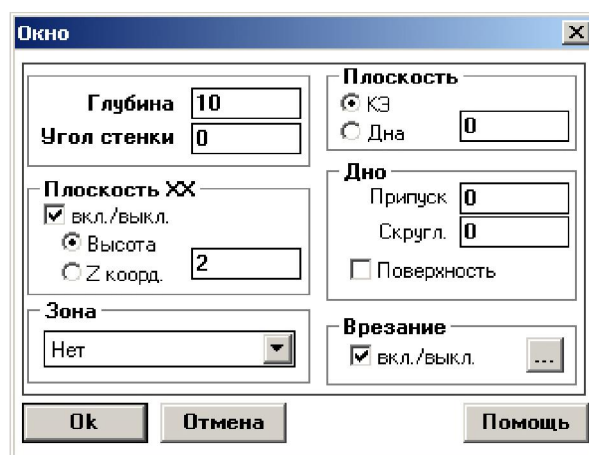 Окно
Глубина 10
Угол стенки 0
Плоскость
КЭ
Дна 0
Плоскость XX
вкл./выкл.
Высота
Z коорд. 2
Дно
Припуск 0
Скругл. 0
Поверхность
Зона
Нет
Врезание
вкл./выкл. ...
Ok Отмена Помощь